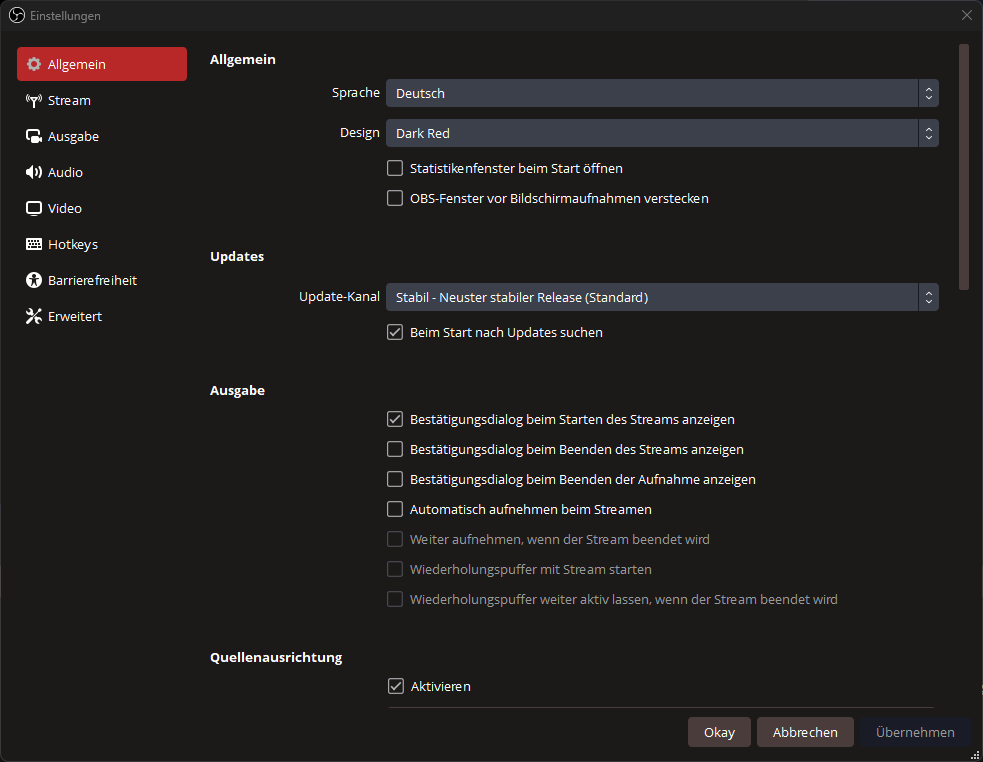 Einstellungen
Allgemein
Stream
Ausgabe
Audio
Video
Hotkeys
Barrierefreiheit
Erweitert
Allgemein
Sprache Deutsch
Design Dark Red
Statistikenfenster beim Start öffnen
OBS-Fenster vor Bildschirmaufnahmen verstecken
Updates
Update-Kanal Stabil - Neuster stabiler Release (Standard)
Beim Start nach Updates suchen
Ausgabe
Bestätigungsdialog beim Starten des Streams anzeigen
Bestätigungsdialog beim Beenden des Streams anzeigen
Bestätigungsdialog beim Beenden der Aufnahme anzeigen
Automatisch aufnehmen beim Streamen
Weiter aufnehmen, wenn der Stream beendet wird
Wiederholungspuffer mit Stream starten
Wiederholungspuffer weiter aktiv lassen, wenn der Stream beendet wird
Quellenausrichtung
Aktivieren
Okay Abbrechen Übernehmen